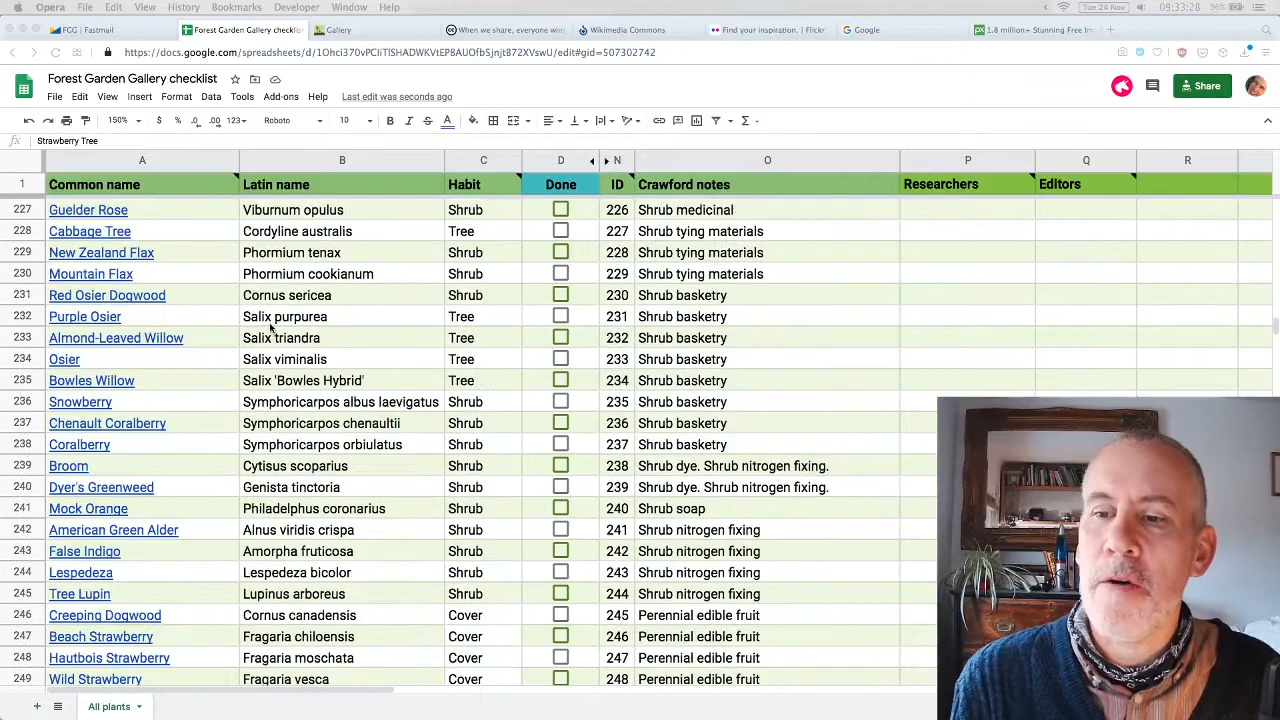 Opera File Edit View History Bookmarks Developer Window Help Tue 24 Nov 09:33:28 96%
FGG | Fastmail Forest Garden Gallery checklist Gallery When we share, everyone wins Wikimedia Commons Find your inspiration. | Flickr Google 1.8 million+ Stunning Free Im
Forest Garden Gallery checklist
File Edit View Insert Format Data Tools Add-ons Help Last edit was seconds ago
Share
150% $ % .0 .00 123 Roboto 10
fx Strawberry Tree
A B C D N O P Q R
1 Common name Latin name Habit Done ID Crawford notes Researchers Editors
227 Guelder Rose Viburnum opulus Shrub 226 Shrub medicinal
228 Cabbage Tree Cordyline australis Tree 227 Shrub tying materials
229 New Zealand Flax Phormium tenax Shrub 228 Shrub tying materials
230 Mountain Flax Phormium cookianum Shrub 229 Shrub tying materials
231 Red Osier Dogwood Cornus sericea Shrub 230 Shrub basketry
232 Purple Osier Salix purpurea Tree 231 Shrub basketry
233 Almond-Leaved Willow Salix triandra Tree 232 Shrub basketry
234 Osier Salix viminalis Tree 233 Shrub basketry
235 Bowles Willow Salix 'Bowles Hybrid' Tree 234 Shrub basketry
236 Snowberry Symphoricarpos albus laevigatus Shrub 235 Shrub basketry
237 Chenault Coralberry Symphoricarpos chenaultii Shrub 236 Shrub basketry
238 Coralberry Symphoricarpos orbiulatus Shrub 237 Shrub basketry
239 Broom Cytisus scoparius Shrub 238 Shrub dye. Shrub nitrogen fixing.
240 Dyer's Greenweed Genista tinctoria Shrub 239 Shrub dye. Shrub nitrogen fixing.
241 Mock Orange Philadelphus coronarius Shrub 240 Shrub soap
242 American Green Alder Alnus viridis crispa Shrub 241 Shrub nitrogen fixing
243 False Indigo Amorpha fruticosa Shrub 242 Shrub nitrogen fixing
244 Lespedeza Lespedeza bicolor Shrub 243 Shrub nitrogen fixing
245 Tree Lupin Lupinus arboreus Shrub 244 Shrub nitrogen fixing
246 Creeping Dogwood Cornus canadensis Cover 245 Perennial edible fruit
247 Beach Strawberry Fragaria chiloensis Cover 246 Perennial edible fruit
248 Hautbois Strawberry Fragaria moschata Cover 247 Perennial edible fruit
249 Wild Strawberry Fragaria vesca Cover 248 Perennial edible fruit
All plants